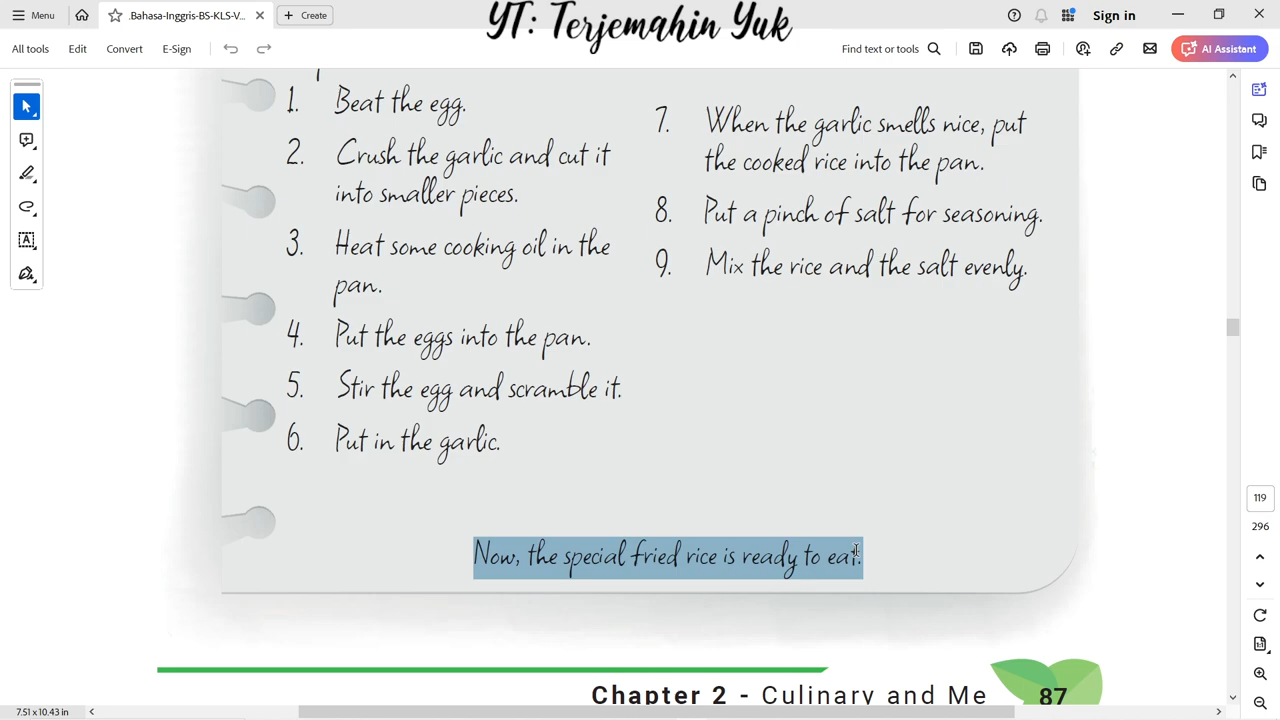 Menu
.Bahasa-Inggris-BS-KLS-V...
Create
YT: Terjemahin Yuk
Sign in
All tools
Edit
Convert
E-Sign
Find text or tools
AI Assistant
1. Beat the egg.
2. Crush the garlic and cut it
into smaller pieces.
3. Heat some cooking oil in the
pan.
4. Put the eggs into the pan.
5. Stir the egg and scramble it.
6. Put in the garlic.
7. When the garlic smells nice, put
the cooked rice into the pan.
8. Put a pinch of salt for seasoning.
9. Mix the rice and the salt evenly.
Now, the special fried rice is ready to eat.
Chapter 2 - Culinary and Me
87
119
296
7.51 x 10.43 in